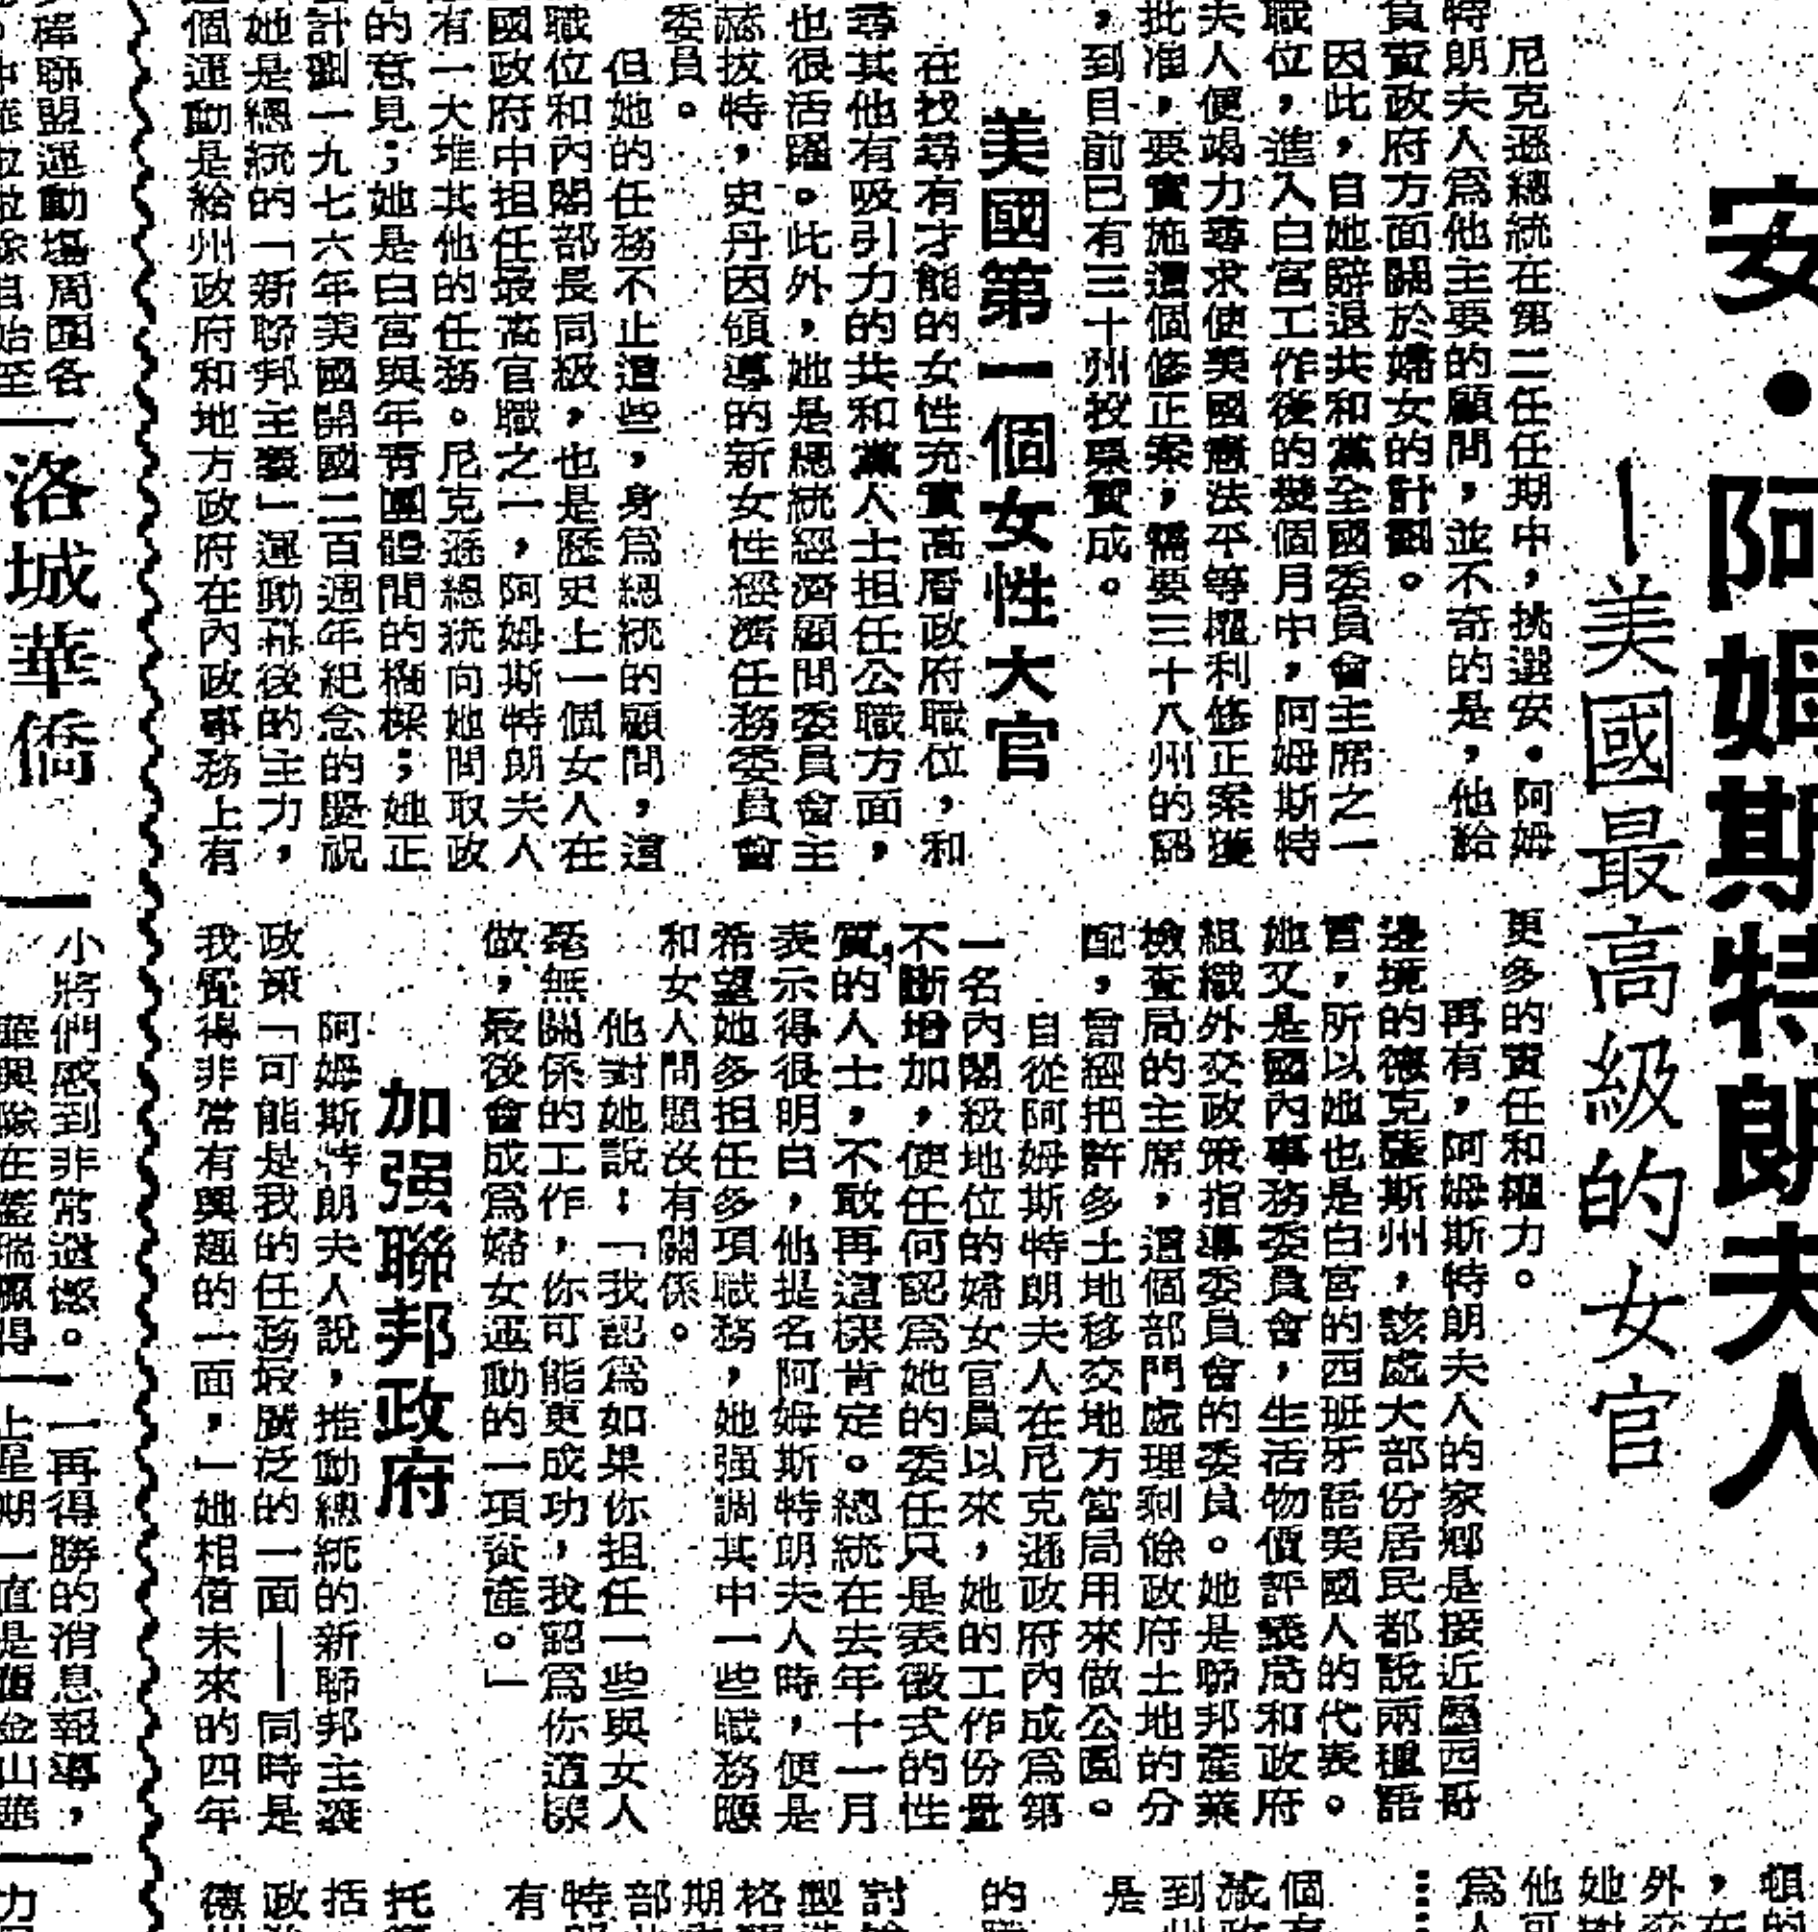 安・阿姆斯特朗夫人
—美國最高級的女官
尼克遜總統在第二任任期中，挑選安・阿姆
特朗夫人爲他主要的顧問，並不奇的是，他給
負責政府方面關於婦女的計劃。
因此，自她辭退共和黨全國委員會主席之一
職位，進入白宮工作後的幾個月中，阿姆斯特
夫人便竭力尋求使美國憲法平等權利修正案獲
批准，要實施這個修正案，需要三十八州的認
，到目前已有三十州投票贊成。
美國第一個女性大官
在找尋有才能的女性充實高層政府職位，和
尋其他有吸引力的共和黨人士担任公職方面，
也很活躍。此外，她是總統經濟顧問委員會主
赫拔特，史丹因領導的新女性經濟任務委員會
委員。
但她的任務不止這些，身爲總統的顧問，這
職位和內閣部長同級，也是歷史上一個女人在
國政府中担任最高官職之一，阿姆斯特朗夫人
有一大堆其他的任務。尼克遜總統向她問取政
的意見；她是白宮與年青團體間的橋樑；她正
計劃一九七六年美國開國二百週年紀念的慶祝
她是總統的「新聯邦主義」運動幕後的主力，
個運動是給州政府和地方政府在內政事務上有
更多的責任和權力。
再有，阿姆斯特朗夫人的家鄉是接近墨西哥
邊境的德克薩斯州，該處大部份居民都說兩種語
言，所以她也是白宮的西班牙語美國人的代表。
她又是國內事務委員會，生活物價評議局和政府
組織外交政策指導委員會的委員。她是聯邦產業
檢查局的主席，這個部門處理剩餘政府土地的分
配，曾經把許多土地移交地方當局用來做公園。
自從阿姆斯特朗夫人在尼克遜政府內成爲第
一名內閣級地位的婦女官員以來，她的工作份量
不斷增加，使任何認爲她的委任只是表徵式的性
質的人士，不敢再這樣肯定。總統在去年十一月
表示得很明白，他提名阿姆斯特朗夫人時，便是
希望她多担任多項職務，她强調其中一些職務應
和女人問題沒有關係。
他對她說：「我認爲如果你担任一些與女人
毫無關係的工作，你可能更成功，我認爲你這樣
做，最後會成爲婦女運動的一項資產。」
加强聯邦政府
阿姆斯特朗夫人說，推動總統的新聯邦主義
政策「可能是我的任務最廣泛的一面——同時是
我覺得非常有興趣的一面，」她相信未來的四年
洛城華僑
小將們感到非常遺憾。
一再得勝的消息報導，